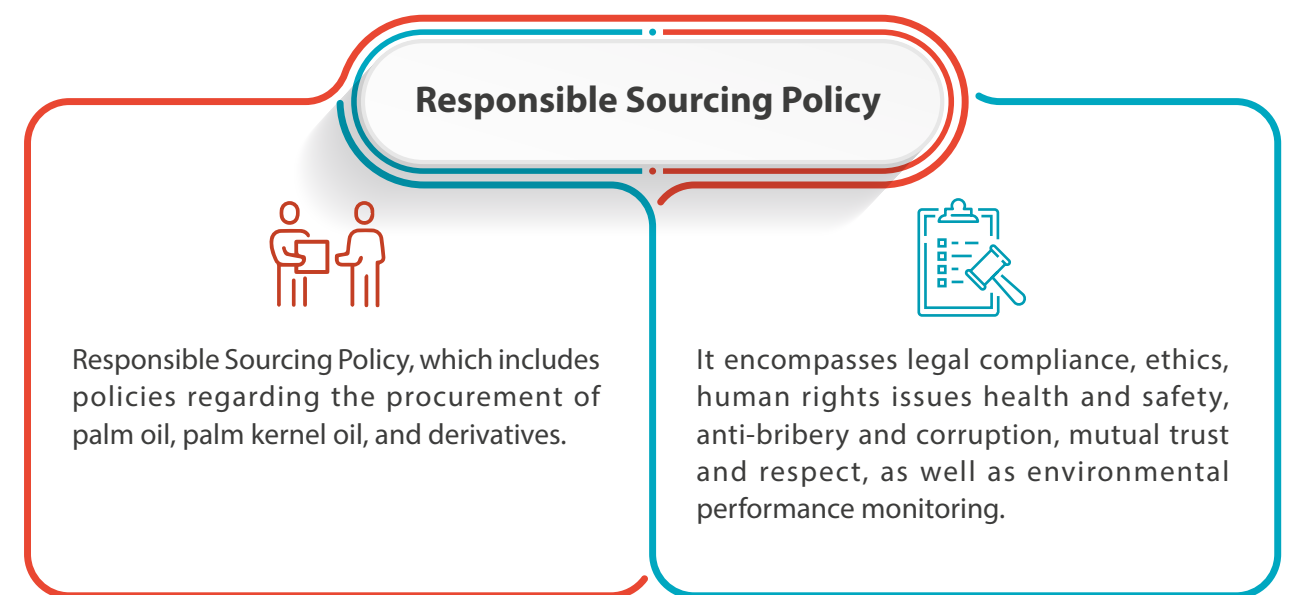 Responsible Sourcing Policy
Responsible Sourcing Policy, which includes
policies regarding the procurement of
palm oil, palm kernel oil, and derivatives.
It encompasses legal compliance, ethics,
human rights issues health and safety,
anti-bribery and corruption, mutual trust
and respect, as well as environmental
performance monitoring.